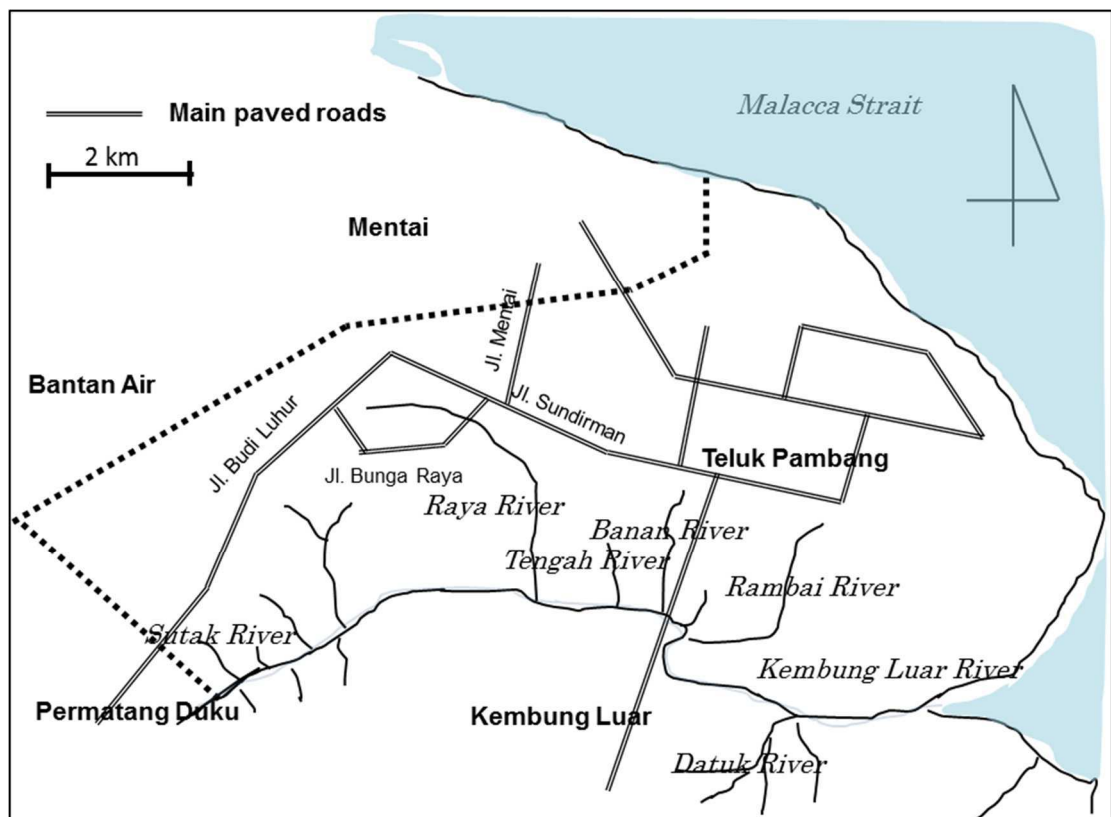 Malacca Strait
Main paved roads
2 km
Mentai
Jl. Mentai
Bantan Air
Jl. Budi Luhur
Jl. Sundirman
Teluk Pambang
Jl. Bunga Raya
Raya River
Banan River
Tengah River
Rambai River
Sutak River
Kembung Luar River
Permatang Duku
Kembung Luar
Datuk River